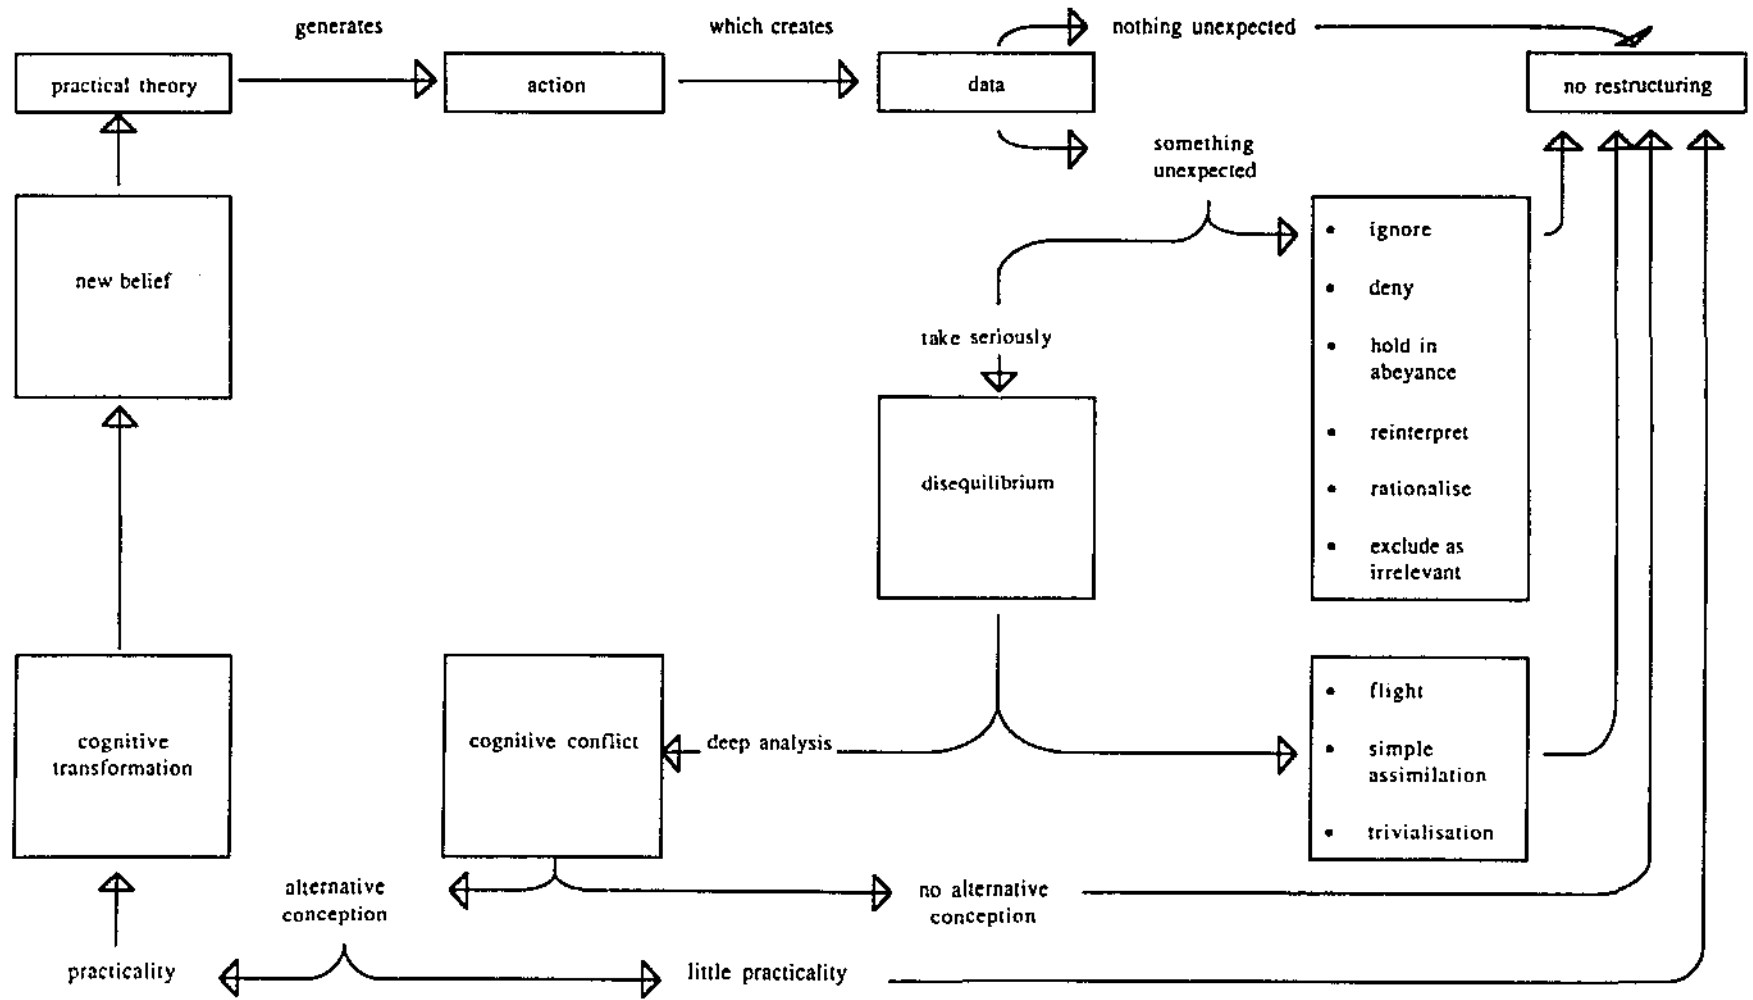 generates
which creates
nothing unexpected
practical theory
action
data
no restructuring
something
unexpected
new belief
take seriously
• ignore
• deny
• hold in
abeyance
• reinterpret
• rationalise
• exclude as
irrelevant
disequilibrium
cognitive
transformation
cognitive conflict
deep analysis
• flight
• simple
assimilation
• trivialisation
alternative
conception
no alternative
conception
practicality
little practicality